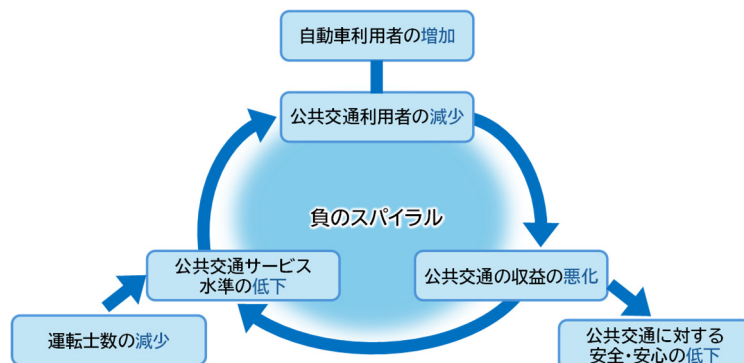 自動車利用者の増加
公共交通利用者の減少
負のスパイラル
公共交通サービス
水準の低下
公共交通の収益の悪化
運転士数の減少
公共交通に対する
安全・安心の低下